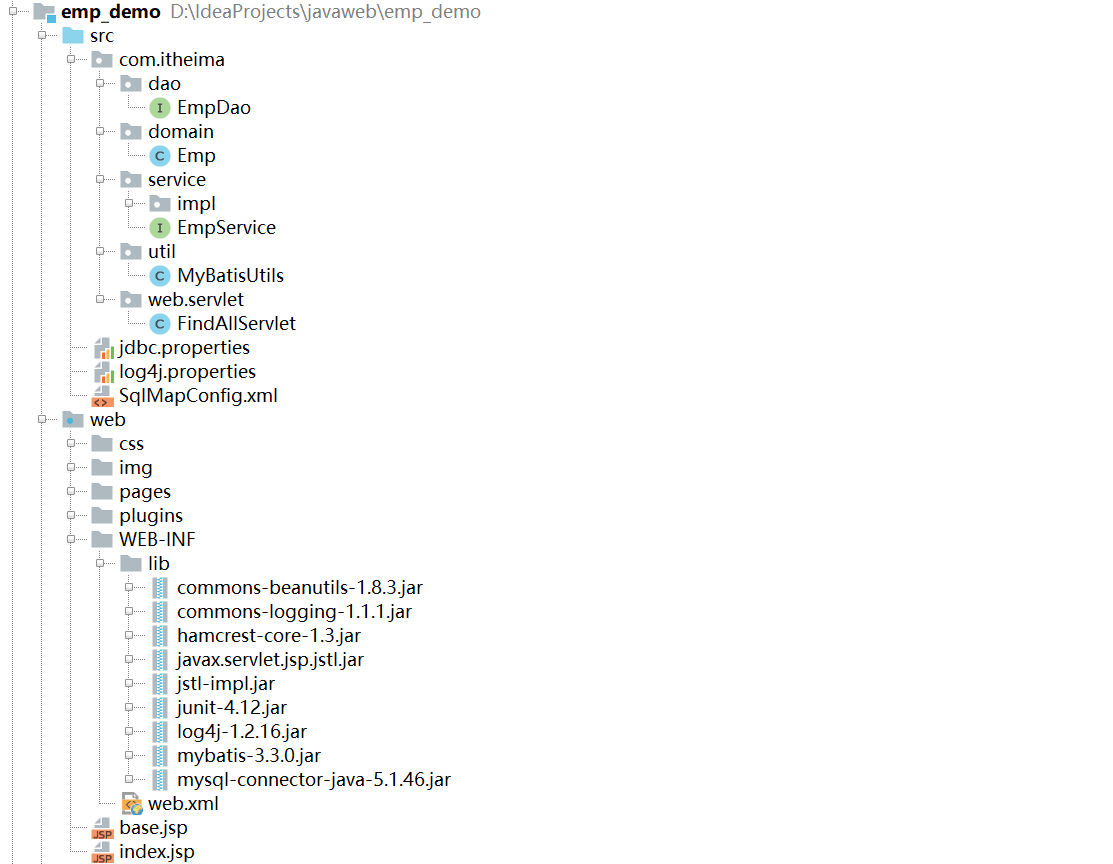 emp_demo D:\IdeaProjects\javaweb\emp_demo
src
com.itheima
dao
I EmpDao
domain
C Emp
service
impl
I EmpService
util
C MyBatisUtils
web.servlet
C FindAllServlet
jdbc.properties
log4j.properties
<> SqlMapConfig.xml
web
css
img
pages
plugins
WEB-INF
lib
commons-beanutils-1.8.3.jar
commons-logging-1.1.1.jar
hamcrest-core-1.3.jar
javax.servlet.jsp.jstl.jar
jstl-impl.jar
junit-4.12.jar
log4j-1.2.16.jar
mybatis-3.3.0.jar
mysql-connector-java-5.1.46.jar
web.xml
JSP base.jsp
JSP index.jsp